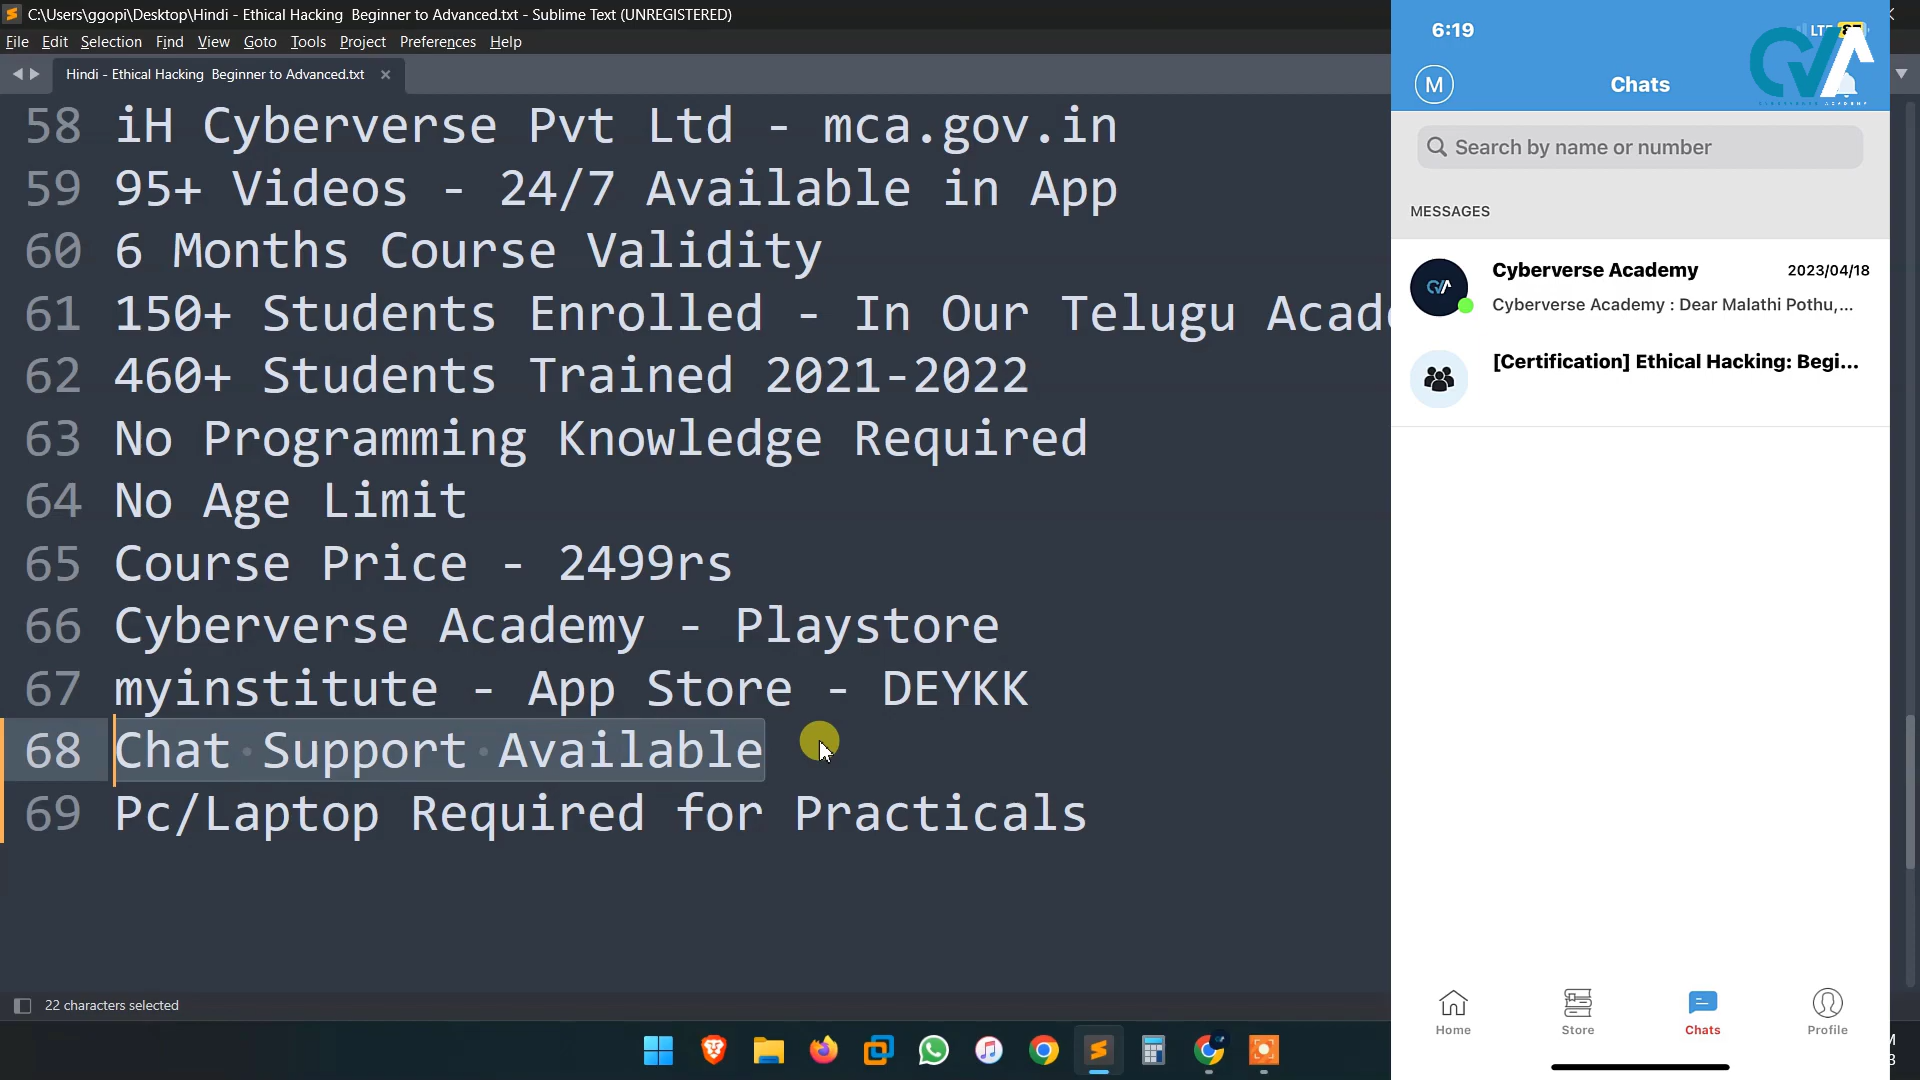 C:\Users\ggopi\Desktop\Hindi - Ethical Hacking  Beginner to Advanced.txt - Sublime Text (UNREGISTERED)
File Edit Selection Find View Goto Tools Project Preferences Help
Hindi - Ethical Hacking  Beginner to Advanced.txt
58 iH Cyberverse Pvt Ltd - mca.gov.in
59 95+ Videos - 24/7 Available in App
60 6 Months Course Validity
61 150+ Students Enrolled - In Our Telugu
62 460+ Students Trained 2021-2022
63 No Programming Knowledge Required
64 No Age Limit
65 Course Price - 2499rs
66 Cyberverse Academy - Playstore
67 myinstitute - App Store - DEYKK
68 Chat Support Available
69 Pc/Laptop Required for Practicals
22 characters selected
6:19
M
Chats
CVA
CYBERVERSE ACADEMY
Search by name or number
MESSAGES
Cyberverse Academy 2023/04/18
Cyberverse Academy : Dear Malathi Pothu,...
[Certification] Ethical Hacking: Begi...
Home Store Chats Profile